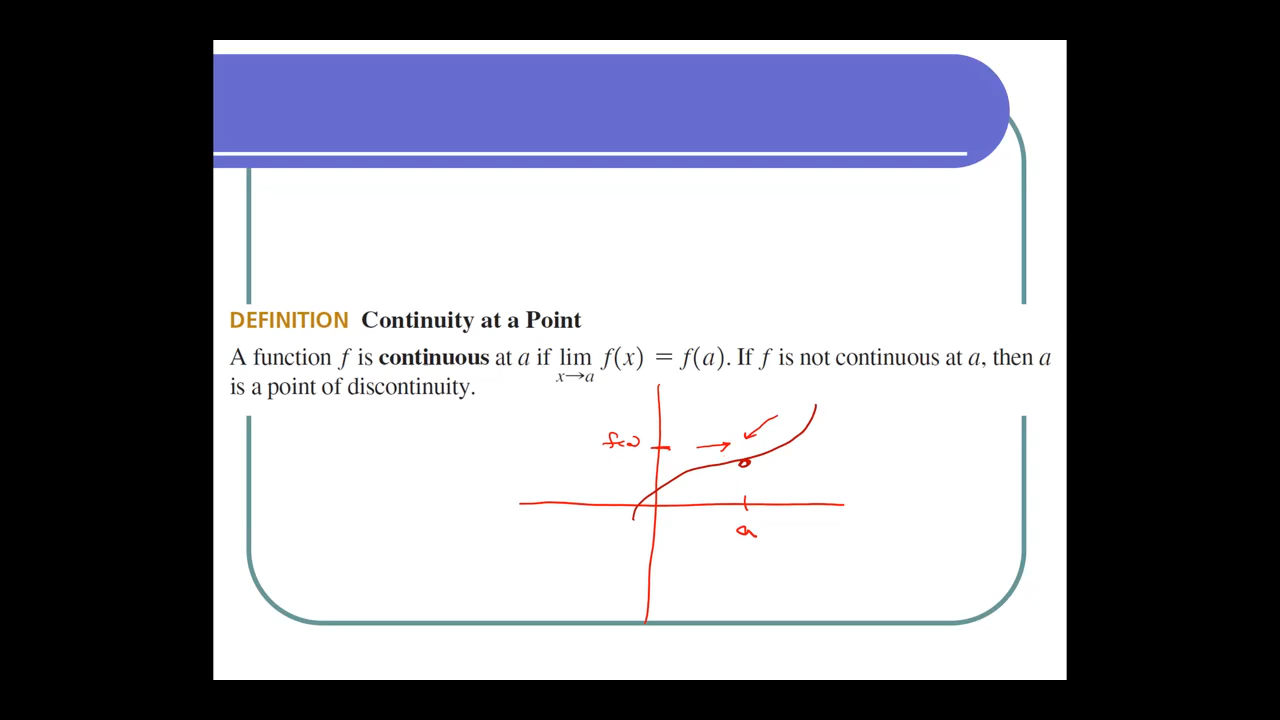 DEFINITION Continuity at a Point
A function f is continuous at a if lim f(x) = f(a). If f is not continuous at a, then a
x→a
is a point of discontinuity.
f(a)
a